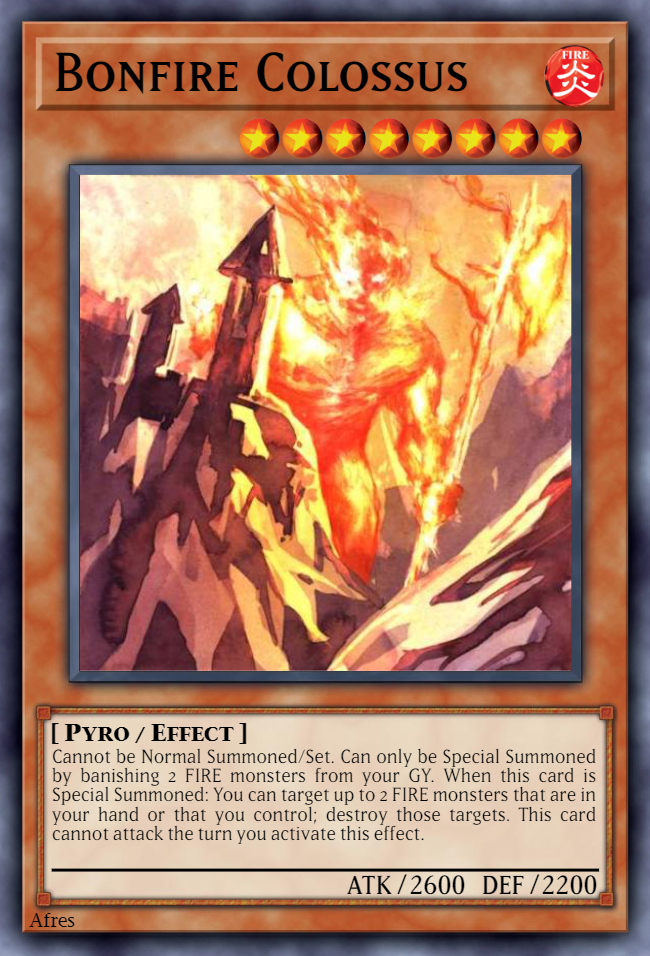 Bonfire Colossus
FIRE
炎
[ Pyro / Effect ]
Cannot be Normal Summoned/Set. Can only be Special Summoned
by banishing 2 FIRE monsters from your GY. When this card is
Special Summoned: You can target up to 2 FIRE monsters that are in
your hand or that you control; destroy those targets. This card
cannot attack the turn you activate this effect.
ATK/2600 DEF/2200
Afres